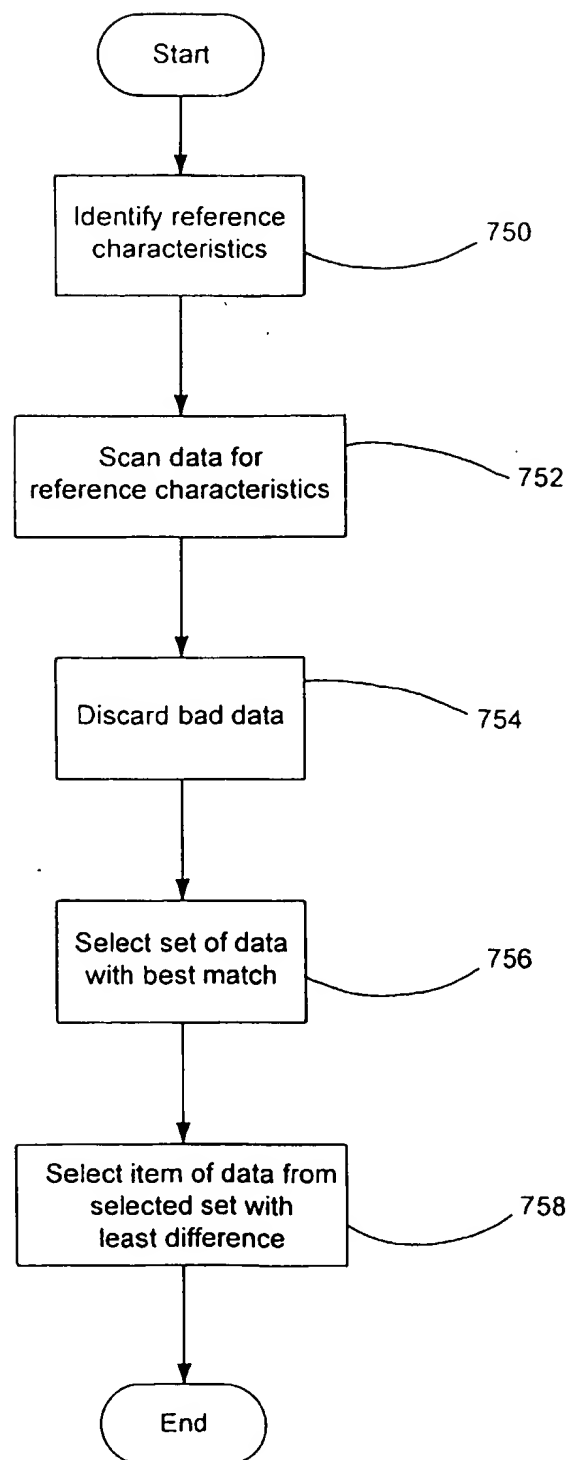 Start
Identify reference
characteristics
750
Scan data for
reference characteristics
752
Discard bad data
754
Select set of data
with best match
756
Select item of data from
selected set with
least difference
758
End